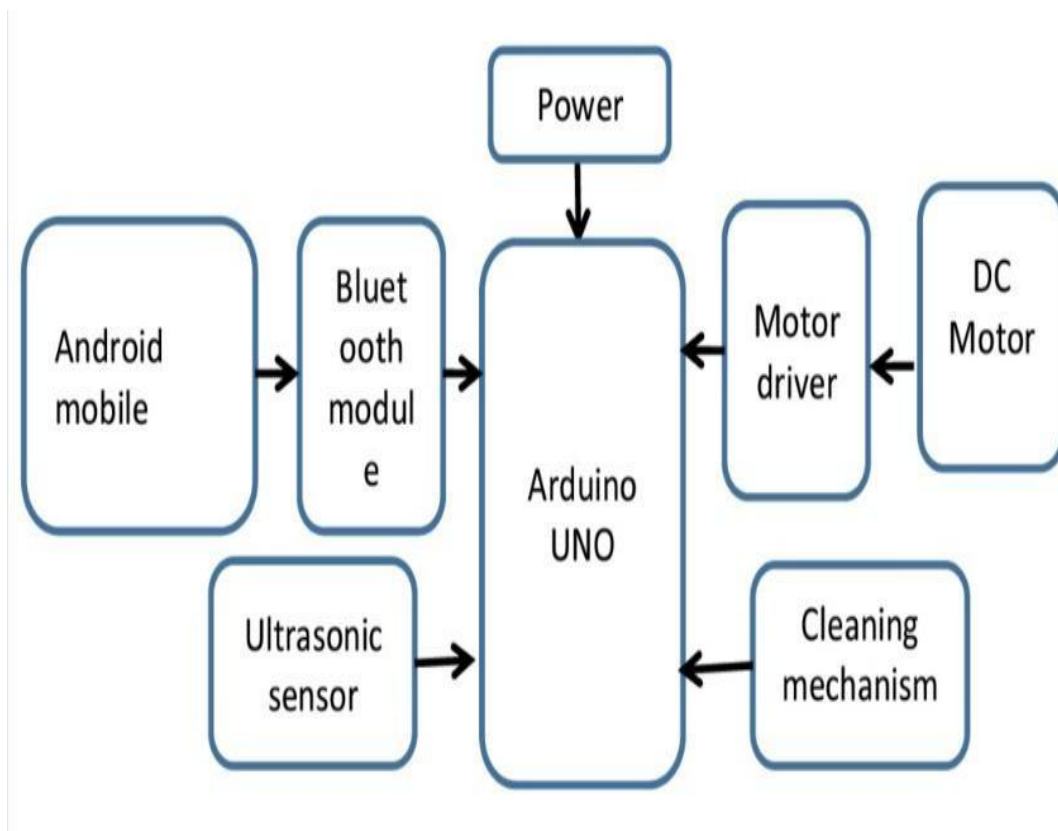 Power
Android
mobile
Bluet
ooth
modul
e
Arduino
UNO
Motor
driver
DC
Motor
Ultrasonic
sensor
Cleaning
mechanism